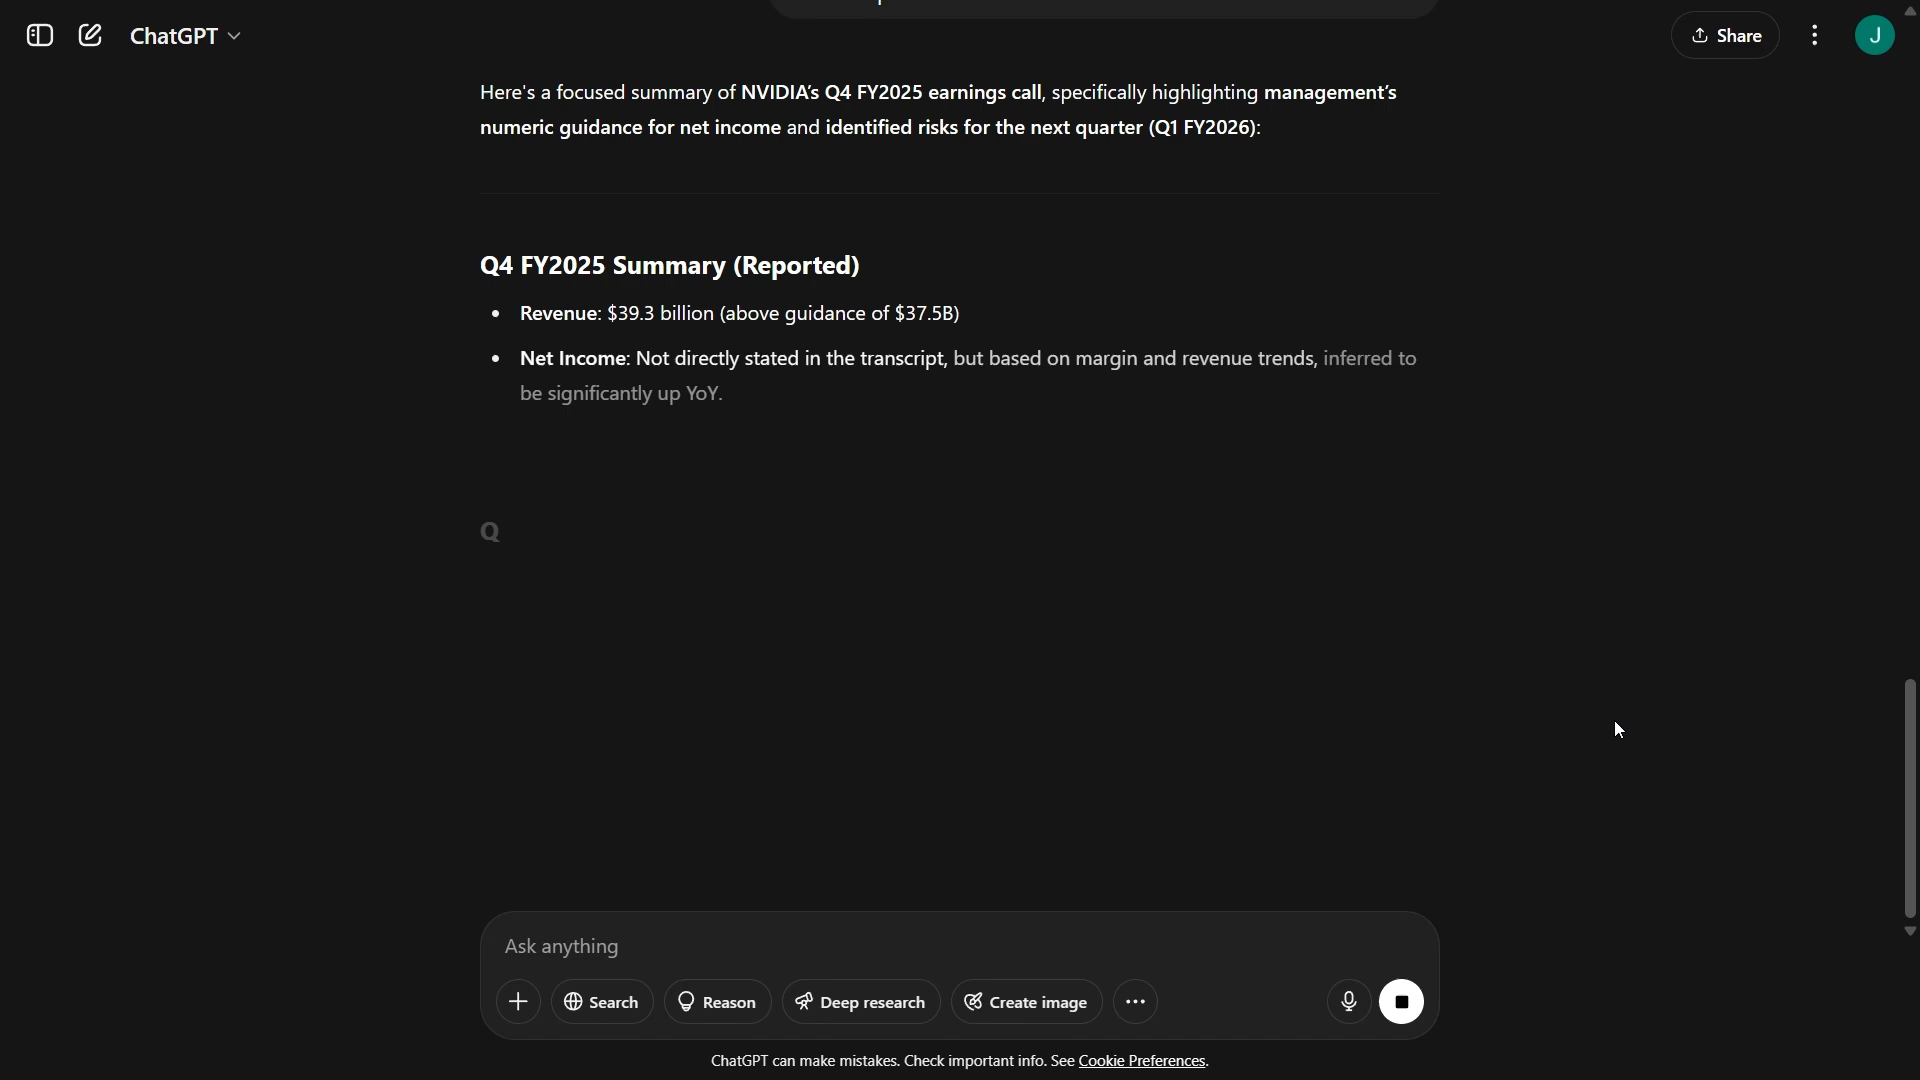 ChatGPT
Share
J
Here's a focused summary of NVIDIA's Q4 FY2025 earnings call, specifically highlighting management's
numeric guidance for net income and identified risks for the next quarter (Q1 FY2026):
Q4 FY2025 Summary (Reported)
• Revenue: $39.3 billion (above guidance of $37.5B)
• Net Income: Not directly stated in the transcript, but based on margin and revenue trends, inferred to
be significantly up YoY.
Q
Ask anything
Search
Reason
Deep research
Create image
ChatGPT can make mistakes. Check important info. See Cookie Preferences.